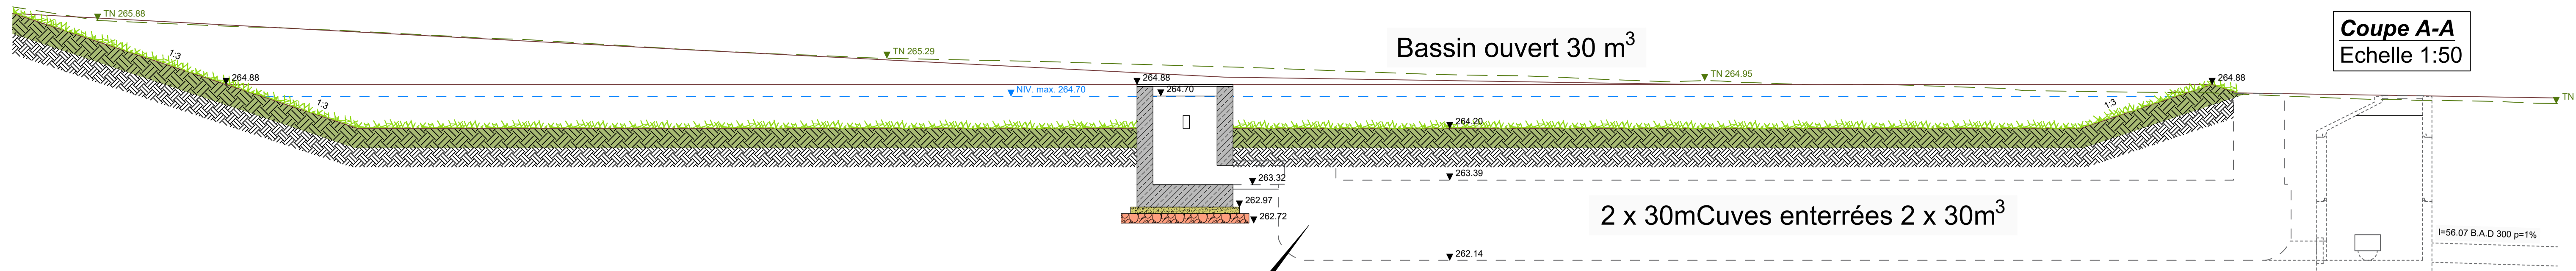 TN 265.88
Coupe A-A
Echelle 1:50
Bassin ouvert 30 m³
1:3
TN 265.29
TN 264.95
264.88
264.88
264.88
NIV. max. 264.70
264.70
TN
1:3
1:3
264.20
263.32
263.39
262.97
2 x 30mCuves enterrées 2 x 30m³
262.72
I=56.07 B.A.D 300 p=1%
262.14